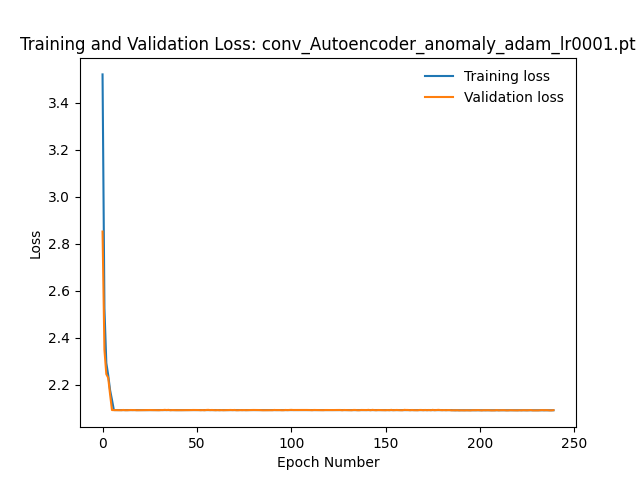 Training and Validation Loss: conv_Autoencoder_anomaly_adam_lr0001.pt
Training loss
Validation loss
3.4
3.2
3.0
2.8
2.6
2.4
2.2
Loss
0 50 100 150 200 250
Epoch Number